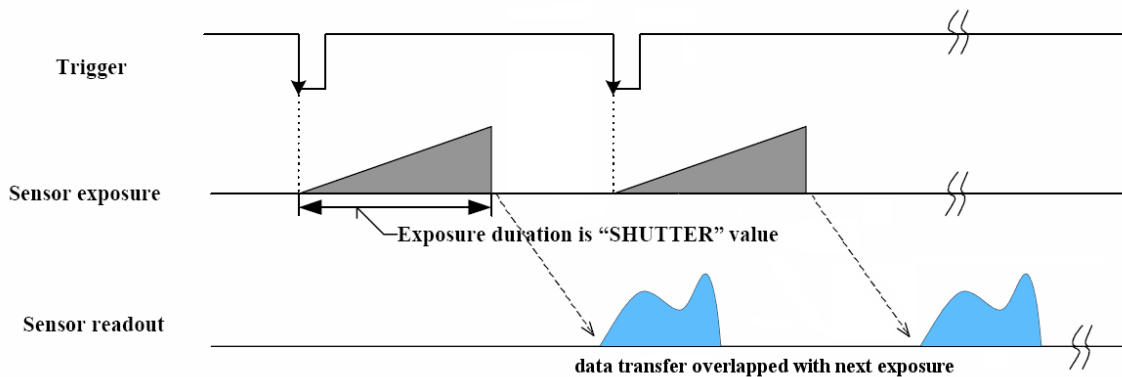 Trigger
Sensor exposure
Exposure duration is “SHUTTER” value
Sensor readout
data transfer overlapped with next exposure